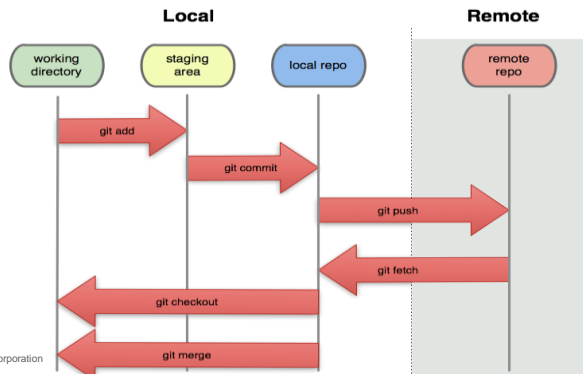 Local
Remote
working
directory
staging
area
local repo
remote
repo
git add
git commit
git push
git fetch
git checkout
git merge
orporation